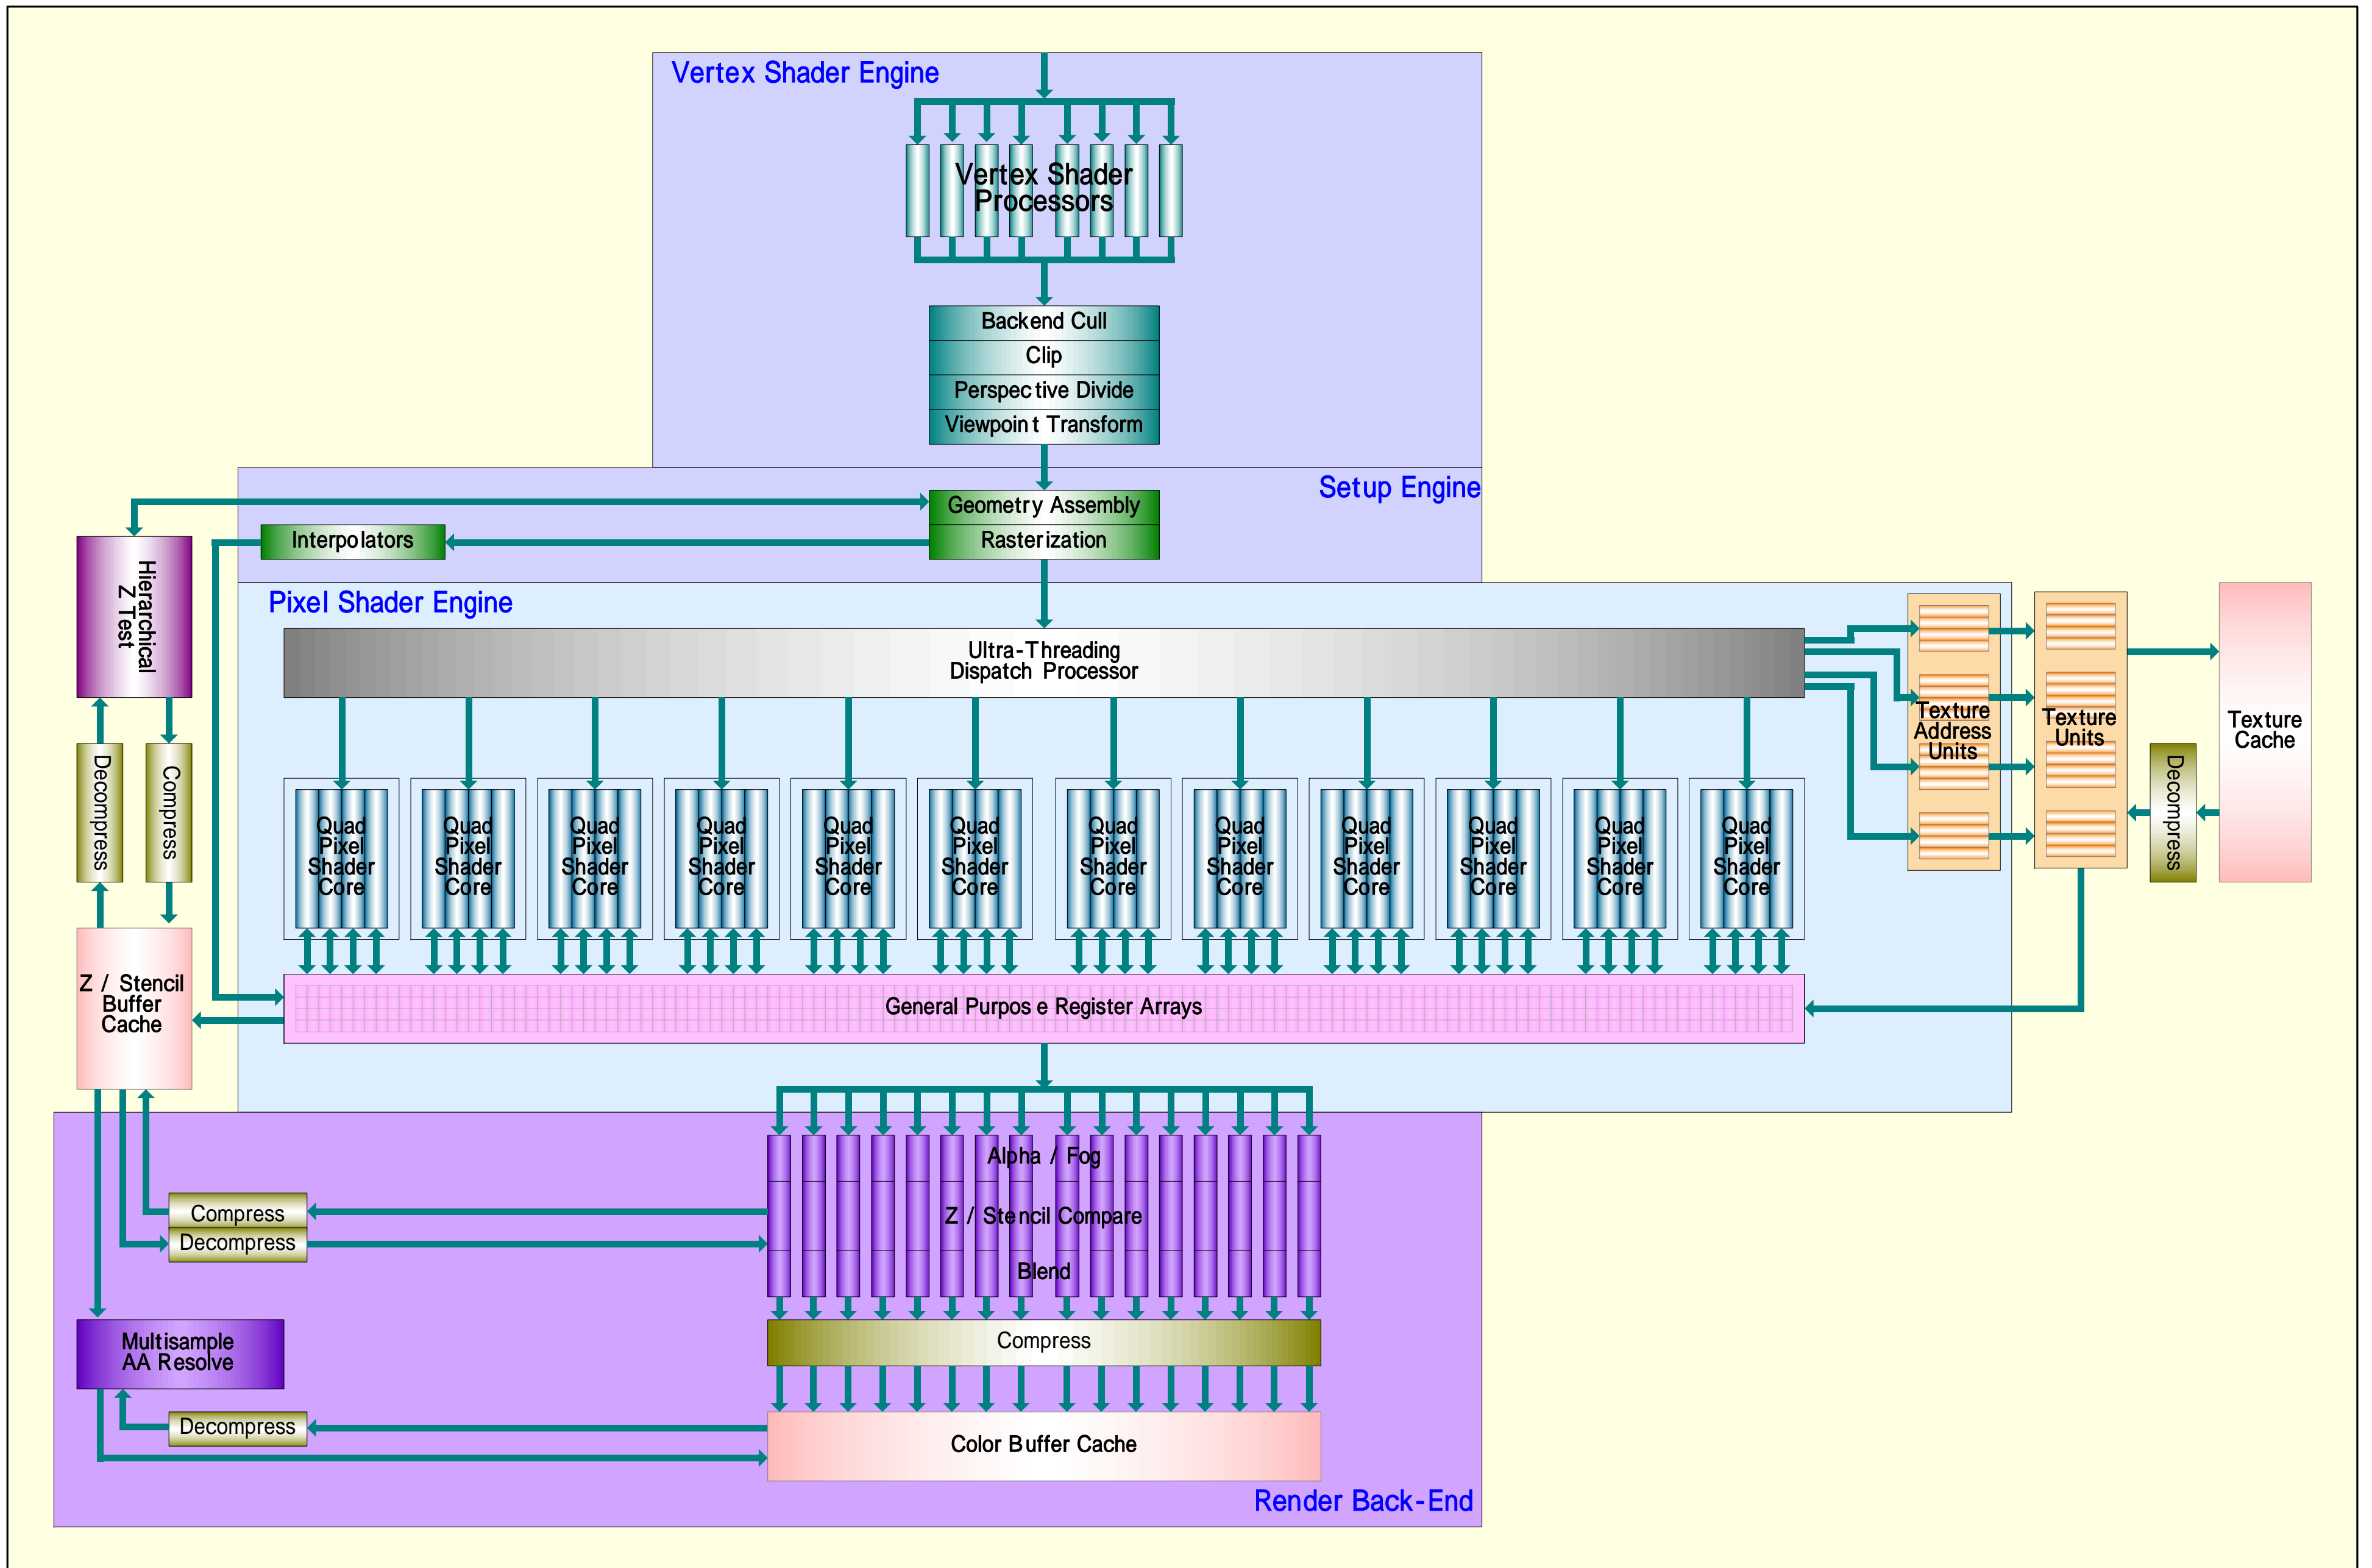 Vertex Shader Engine
Vertex Shader
Processors
Backend Cull
Clip
Perspective Divide
Viewpoint Transform
Setup Engine
Geometry Assembly
Rasterization
Interpolators
Hierarchical
Z Test
Decompress
Compress
Z / Stencil
Buffer
Cache
Pixel Shader Engine
Ultra-Threading
Dispatch Processor
Quad
Pixel
Shader
Core
Quad
Pixel
Shader
Core
Quad
Pixel
Shader
Core
Quad
Pixel
Shader
Core
Quad
Pixel
Shader
Core
Quad
Pixel
Shader
Core
Quad
Pixel
Shader
Core
Quad
Pixel
Shader
Core
Quad
Pixel
Shader
Core
Quad
Pixel
Shader
Core
Quad
Pixel
Shader
Core
Quad
Pixel
Shader
Core
Texture
Address
Units
Texture
Units
Decompress
Texture
Cache
General Purpose Register Arrays
Alpha / Fog
Z / Stencil Compare
Blend
Compress
Decompress
Compress
Multisample
AA Resolve
Decompress
Color Buffer Cache
Render Back-End